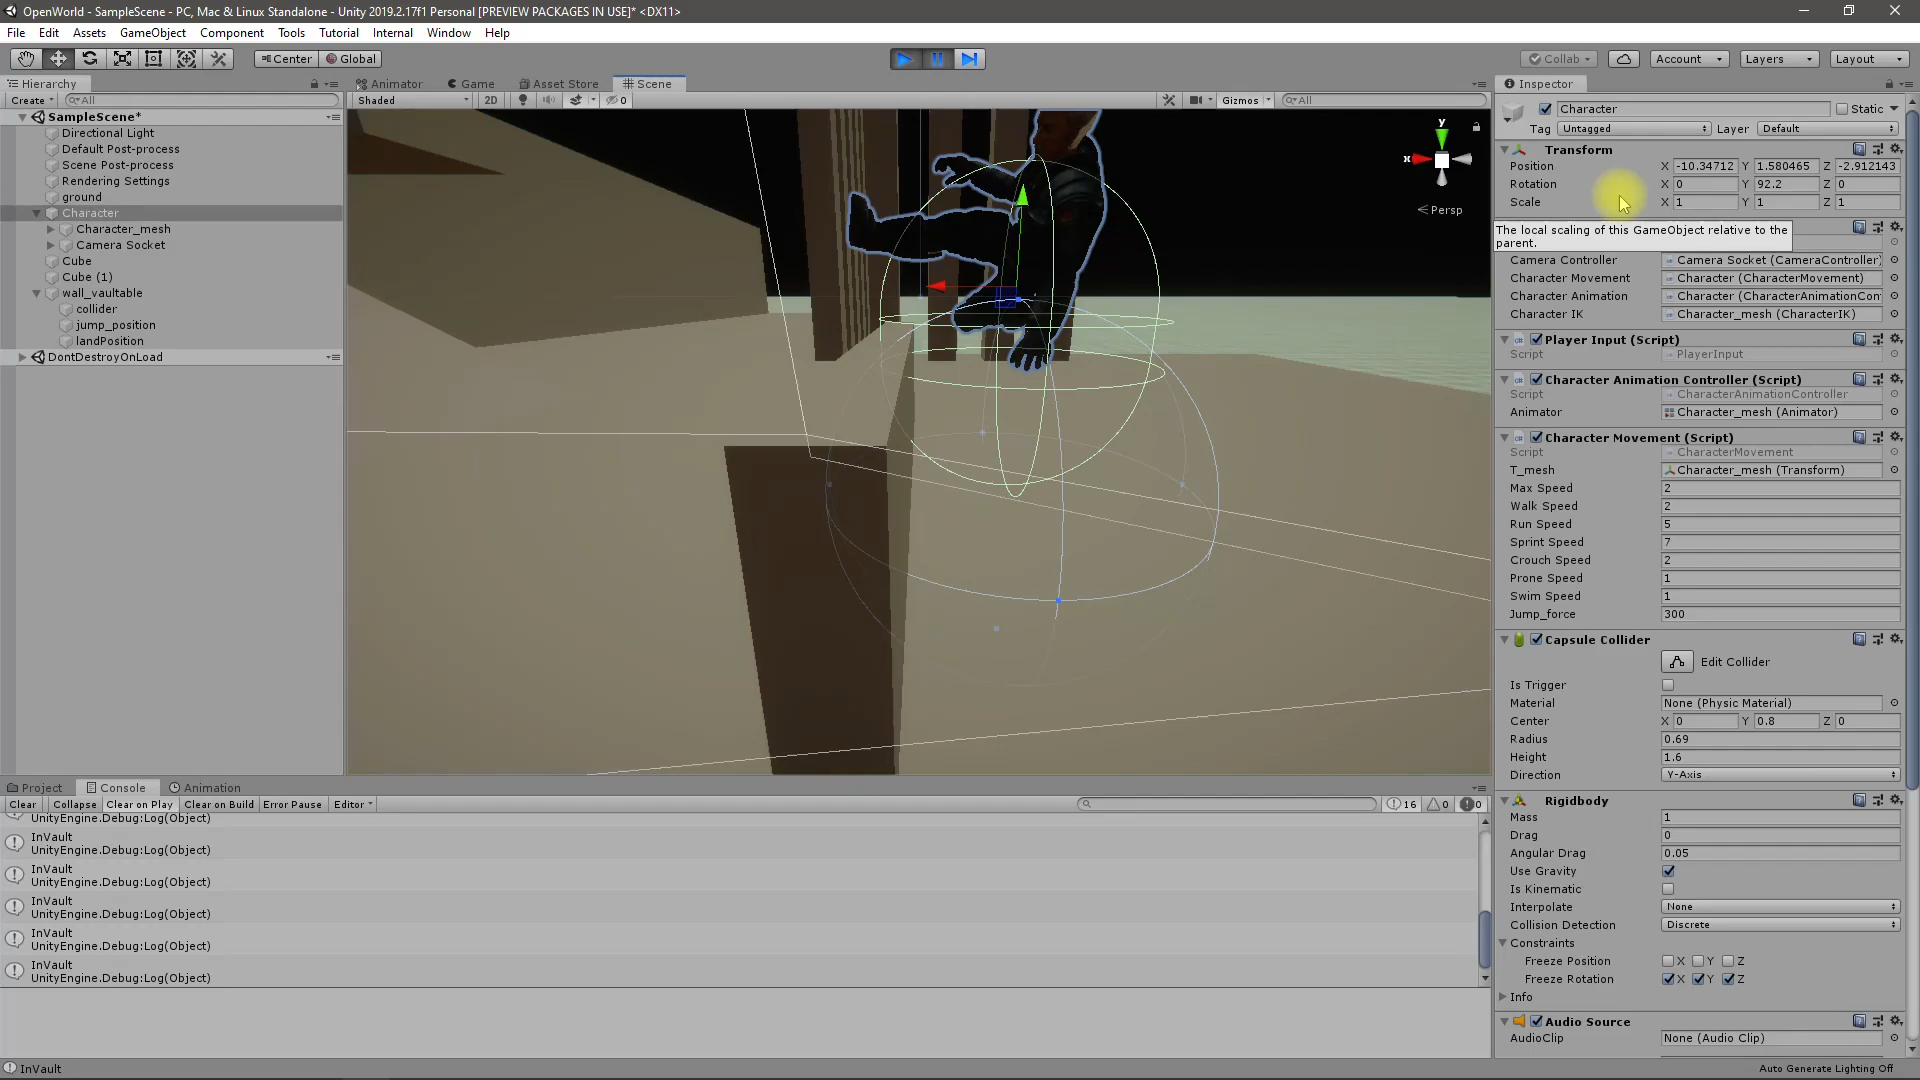 OpenWorld - SampleScene - PC, Mac & Linux Standalone - Unity 2019.2.17f1 Personal [PREVIEW PACKAGES IN USE]* <DX11>
File Edit Assets GameObject Component Tools Tutorial Internal Window Help
Center Global Collab Account Layers Layout
Hierarchy
Create All
SampleScene*
Directional Light
Default Post-process
Scene Post-process
Rendering Settings
ground
Character
Character_mesh
Camera Socket
Cube
Cube (1)
wall_vaultable
collider
jump_position
landPosition
DontDestroyOnLoad
Animator Game Asset Store Scene
Shaded 2D 0 Gizmos All
y
x
Persp
Inspector
Character Static
Tag Untagged Layer Default
Transform
Position X -10.34712 Y 1.580465 Z -2.912143
Rotation X 0 Y 92.2 Z 0
Scale X 1 Y 1 Z 1
The local scaling of this GameObject relative to the
parent.
Camera Controller Camera Socket (CameraController)
Character Movement Character (CharacterMovement)
Character Animation Character (CharacterAnimationCon
Character IK Character_mesh (CharacterIK)
Player Input (Script)
Script PlayerInput
Character Animation Controller (Script)
Script CharacterAnimationController
Animator Character_mesh (Animator)
Character Movement (Script)
Script CharacterMovement
T_mesh Character_mesh (Transform)
Max Speed 2
Walk Speed 2
Run Speed 5
Sprint Speed 7
Crouch Speed 2
Prone Speed 1
Swim Speed 1
Jump_force 300
Capsule Collider
Edit Collider
Is Trigger
Material None (Physic Material)
Center X 0 Y 0.8 Z 0
Radius 0.69
Height 1.6
Direction Y-Axis
Rigidbody
Mass 1
Drag 0
Angular Drag 0.05
Use Gravity
Is Kinematic
Interpolate None
Collision Detection Discrete
Constraints
Freeze Position X Y Z
Freeze Rotation X Y Z
Info
Audio Source
AudioClip None (Audio Clip)
Project Console Animation
Clear Collapse Clear on Play Clear on Build Error Pause Editor 16 0 0
UnityEngine.Debug:Log(Object)
InVault
UnityEngine.Debug:Log(Object)
InVault
UnityEngine.Debug:Log(Object)
InVault
UnityEngine.Debug:Log(Object)
InVault
UnityEngine.Debug:Log(Object)
InVault
UnityEngine.Debug:Log(Object)
InVault
Auto Generate Lighting Off